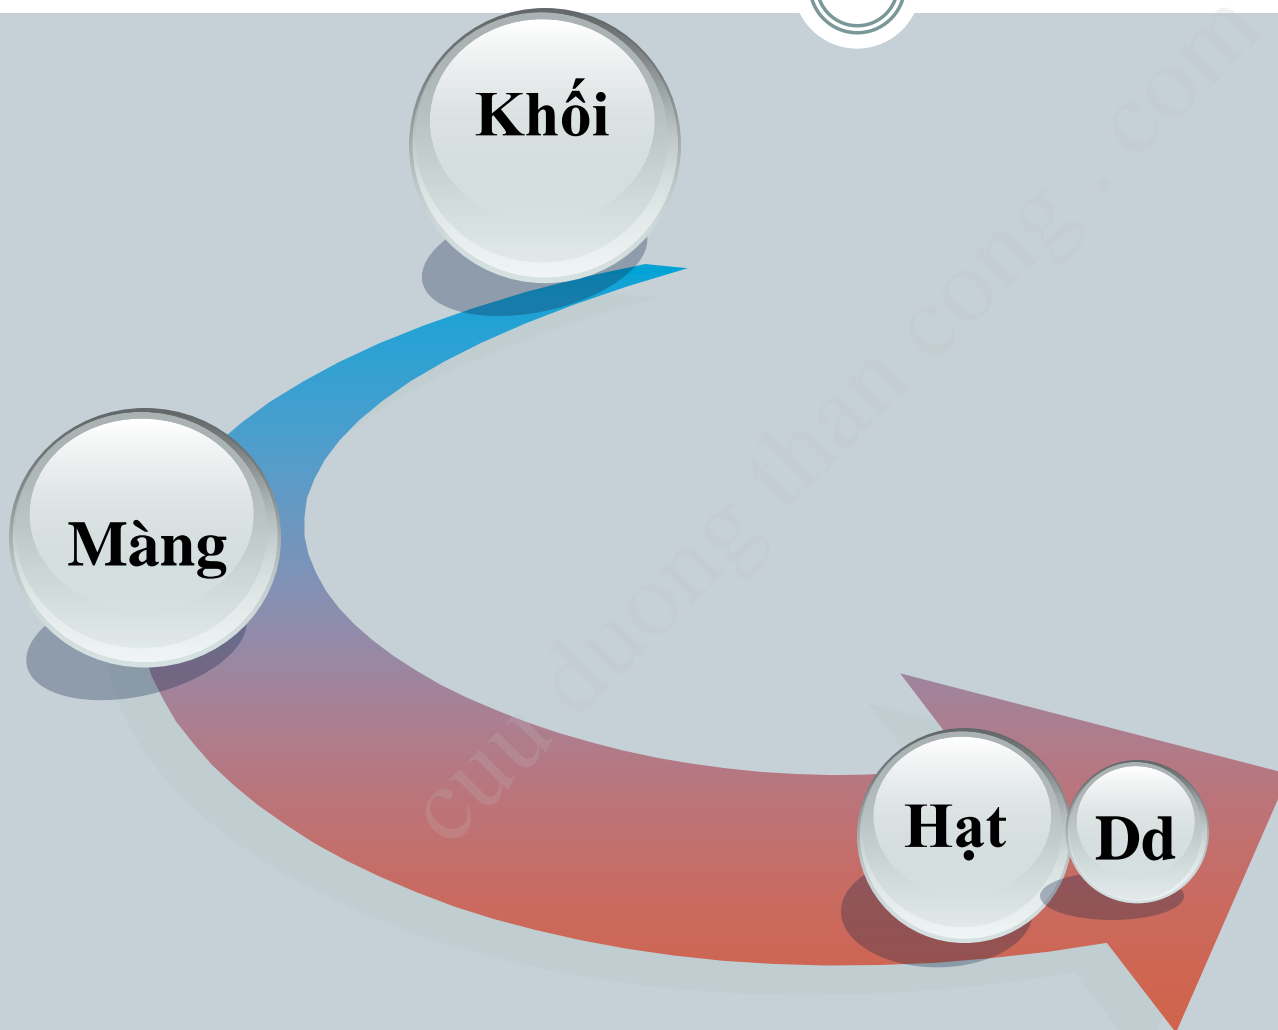 Khối
Màng
Hạt
Dd
cuu duong than cong . com